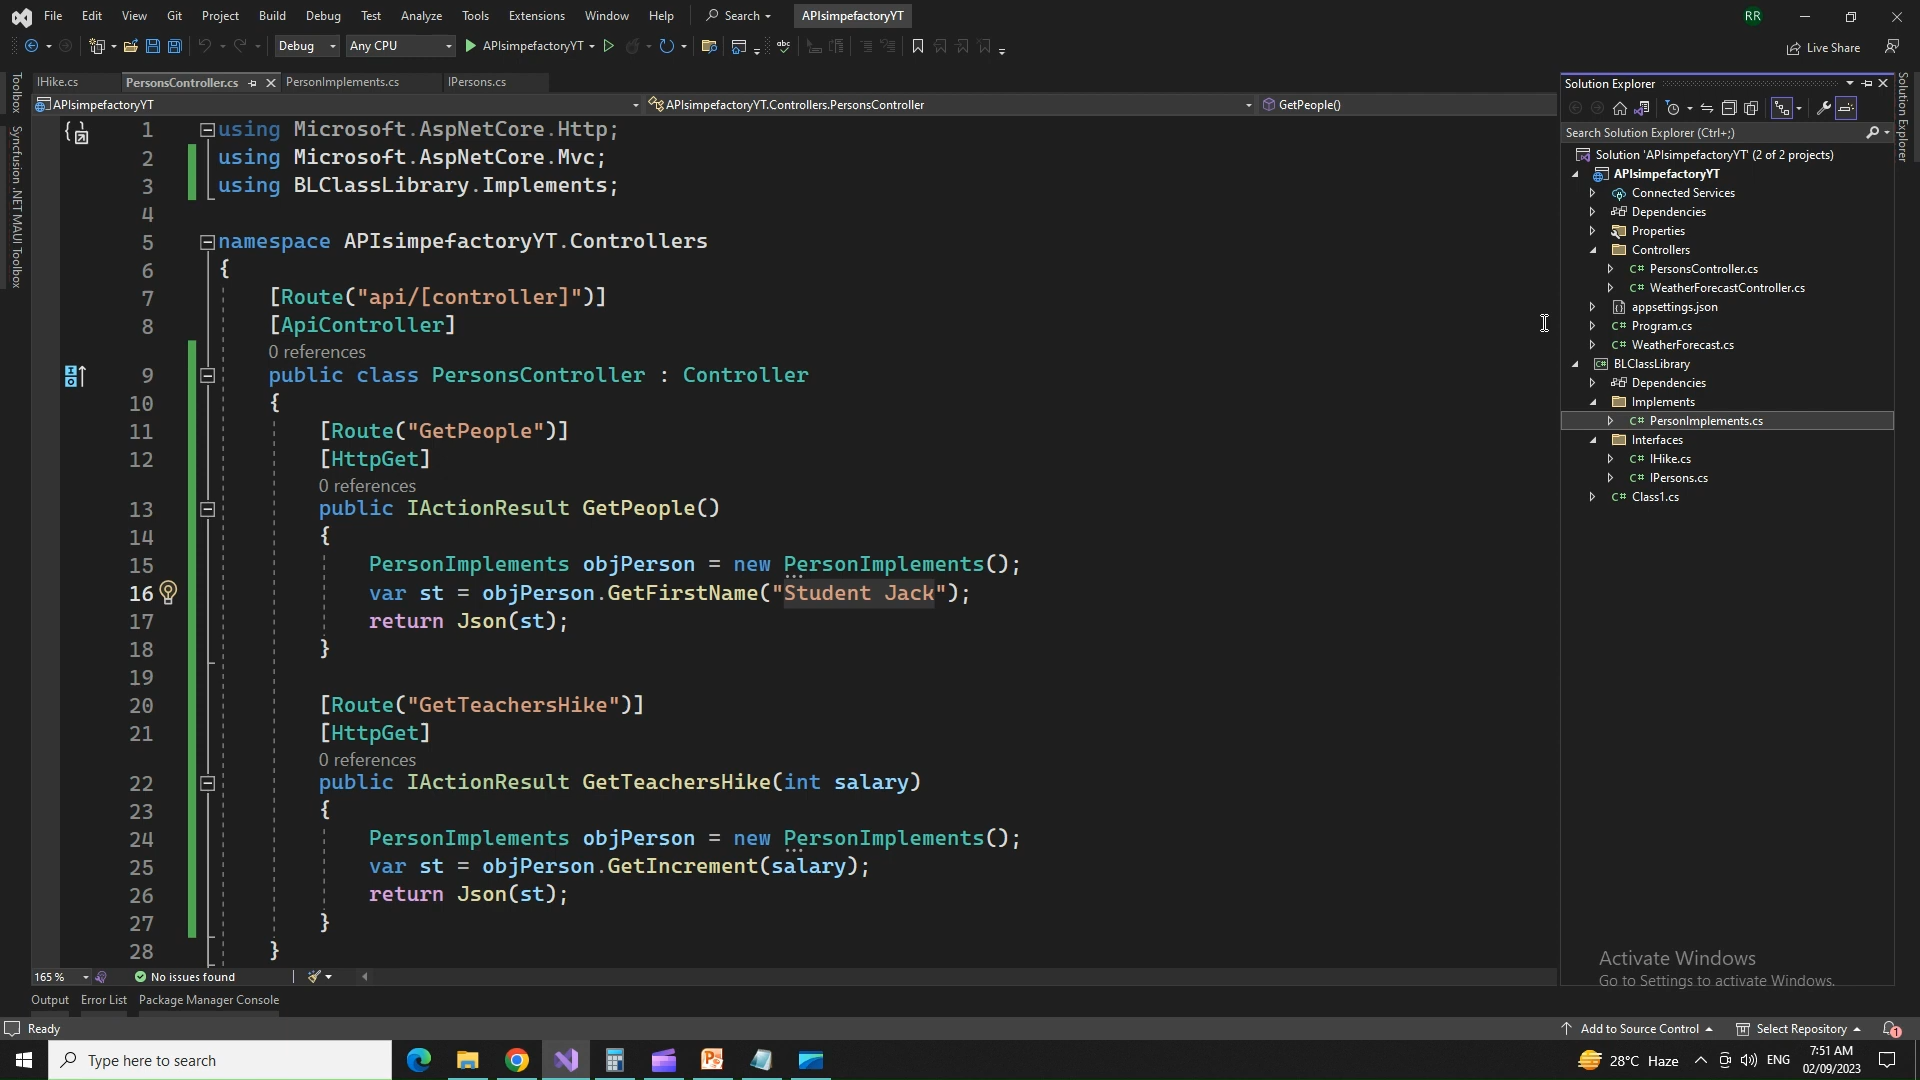 File Edit View Git Project Build Debug Test Analyze Tools Extensions Window Help Search APIsimpefactoryYT RR
Debug Any CPU APIsimpefactoryYT Live Share
IHike.cs PersonsController.cs PersonImplements.cs IPersons.cs
APIsimpefactoryYT APIsimpefactoryYT.Controllers.PersonsController GetPeople()
Toolbox
Syncfusion .NET MAUI Toolbox
1 using Microsoft.AspNetCore.Http;
2 using Microsoft.AspNetCore.Mvc;
3 using BLClassLibrary.Implements;
4
5 namespace APIsimpefactoryYT.Controllers
6 {
7 [Route("api/[controller]")]
8 [ApiController]
0 references
9 public class PersonsController : Controller
10 {
11 [Route("GetPeople")]
12 [HttpGet]
0 references
13 public IActionResult GetPeople()
14 {
15 PersonImplements objPerson = new PersonImplements();
16 var st = objPerson.GetFirstName("Student Jack");
17 return Json(st);
18 }
19
20 [Route("GetTeachersHike")]
21 [HttpGet]
0 references
22 public IActionResult GetTeachersHike(int salary)
23 {
24 PersonImplements objPerson = new PersonImplements();
25 var st = objPerson.GetIncrement(salary);
26 return Json(st);
27 }
28 }
165 % No issues found
Output Error List Package Manager Console
Solution Explorer
Search Solution Explorer (Ctrl+;)
Solution 'APIsimpefactoryYT' (2 of 2 projects)
APIsimpefactoryYT
Connected Services
Dependencies
Properties
Controllers
C# PersonsController.cs
C# WeatherForecastController.cs
appsettings.json
C# Program.cs
C# WeatherForecast.cs
C# BLClassLibrary
Dependencies
Implements
C# PersonImplements.cs
Interfaces
C# IHike.cs
C# IPersons.cs
C# Class1.cs
Solution Explorer
Activate Windows
Go to Settings to activate Windows.
Ready Add to Source Control Select Repository 1
Type here to search 28°C Haze ENG 7:51 AM
02/09/2023